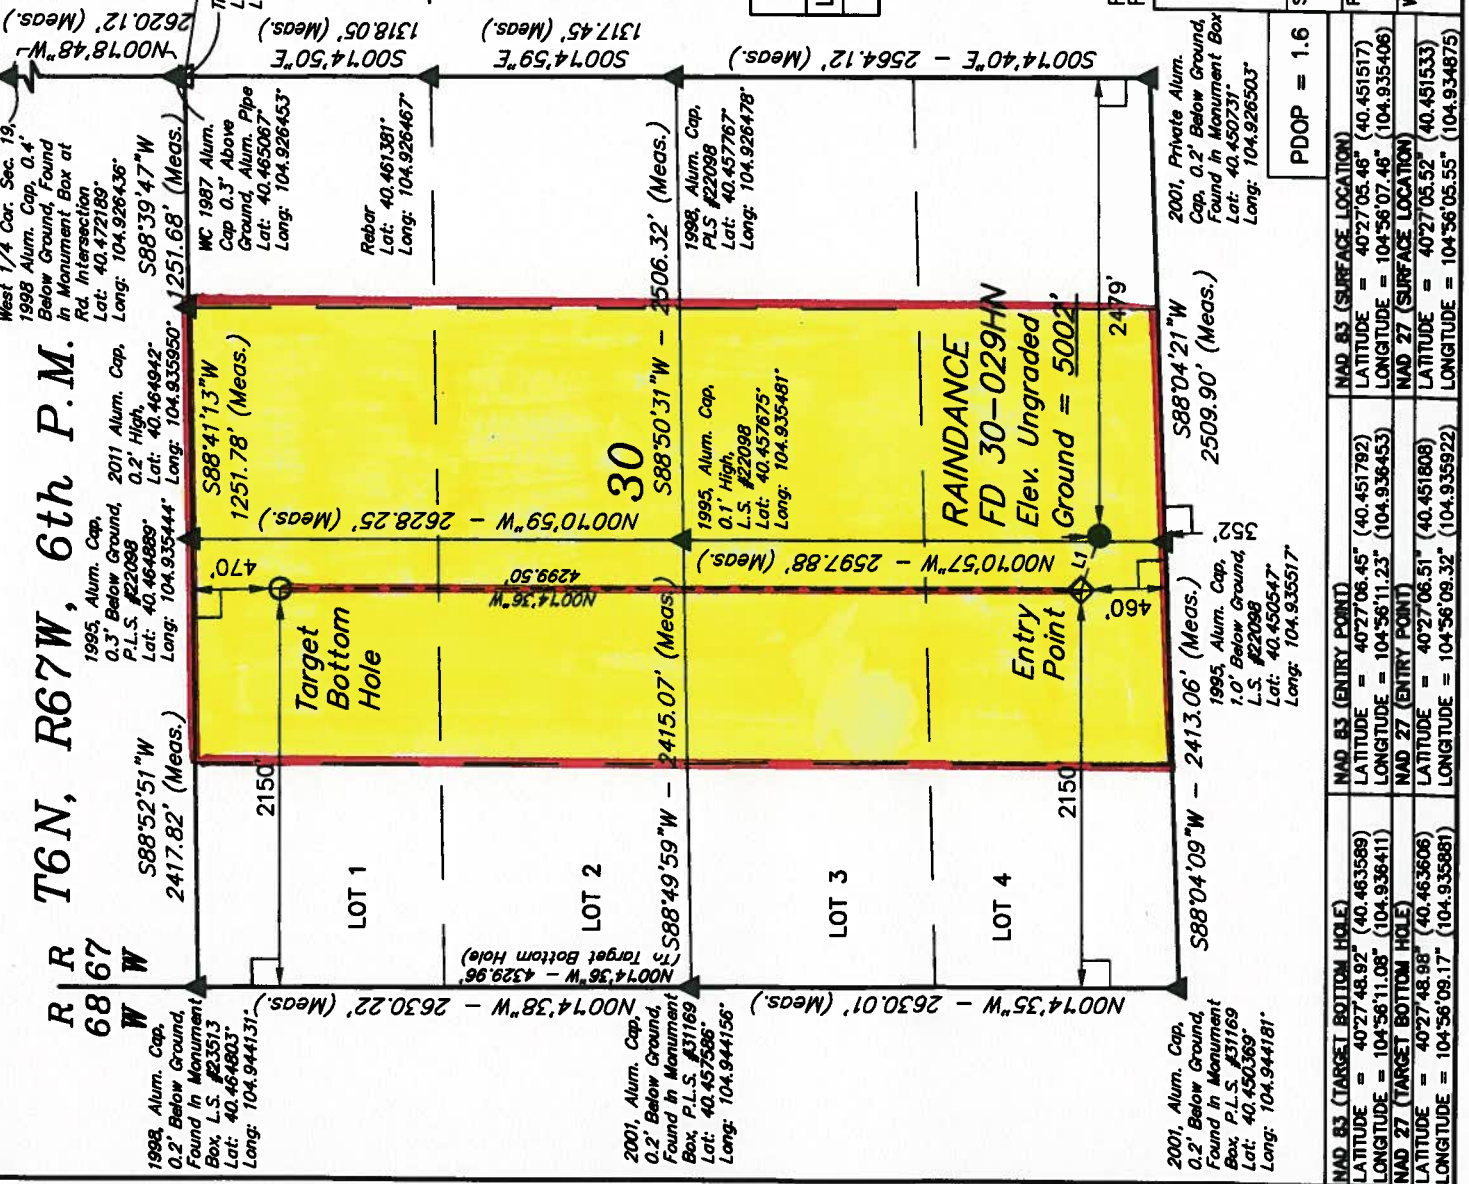 T6N, R67W, 6th P.M.
R R
68 67
W W
West 1/4 Cor. Sec. 19,
1998 Alum. Cap, 0.4'
Below Ground, Found
in Monument Box at
Rd. Intersection
Lat: 40.472189°
Long: 104.926436°
N00°18'48"W
2620.12' (Meas.)
S88°39'47"W
1251.68' (Meas.)
WC 1987 Alum.
Cap 0.3' Above
Ground, Alum. Pipe
Lat: 40.465067°
Long: 104.926453°
S00°14'50"E
1318.05' (Meas.)
Rebar
Lat: 40.461381°
Long: 104.926467°
S00°14'59"E
1317.45' (Meas.)
1998, Alum. Cap,
PLS #22098
Lat: 40.457767°
Long: 104.926478°
S00°14'40"E - 2564.12' (Meas.)
2001, Private Alum.
Cap, 0.2' Below Ground,
Found in Monument Box
Lat: 40.450731°
Long: 104.926503°
PDOP = 1.6
2011 Alum. Cap,
0.2' High,
Lat: 40.464942°
Long: 104.935950°
S88°41'13"W
1251.78' (Meas.)
1995, Alum. Cap,
0.3' Below Ground,
P.L.S. #22098
Lat: 40.464889°
Long: 104.935444°
S88°52'51"W
2417.82' (Meas.)
1998, Alum. Cap,
0.2' Below Ground,
Found in Monument
Box, L.S. #23513
Lat: 40.464803°
Long: 104.944131°
470'
2150'
Target
Bottom
Hole
N00°14'36"W
4299.50'
N00°10'59"W - 2628.25' (Meas.)
30
S88°50'31"W - 2506.32' (Meas.)
1995, Alum. Cap,
0.1' High,
L.S. #22098
Lat: 40.457675°
Long: 104.935481°
N00°10'57"W - 2597.88' (Meas.)
S88°49'59"W - 2415.07' (Meas.)
LOT 1
LOT 2
LOT 3
LOT 4
N00°14'38"W - 2630.22' (Meas.)
N00°14'36"W - 4329.96'
(To Target Bottom Hole)
2001, Alum. Cap,
0.2' Below Ground,
Found in Monument
Box, P.L.S. #31169
Lat: 40.457586°
Long: 104.944156°
N00°14'35"W - 2630.01' (Meas.)
RAINDANCE
FD 30-029HN
Elev. Ungraded
Ground = 5002'
2479'
L1
Entry
Point
2150'
460'
352'
S88°04'21"W
2509.90' (Meas.)
1995, Alum. Cap,
1.0' Below Ground,
L.S. #22098
Lat: 40.450547°
Long: 104.935517°
S88°04'09"W - 2413.06' (Meas.)
2001, Alum. Cap,
0.2' Below Ground,
Found in Monument
Box, P.L.S. #31169
Lat: 40.450369°
Long: 104.944181°
NAD 83 (TARGET BOTTOM HOLE)
LATITUDE = 40°27'48.92" (40.463589)
LONGITUDE = 104°56'11.08" (104.936411)
NAD 27 (TARGET BOTTOM HOLE)
LATITUDE = 40°27'48.98" (40.463606)
LONGITUDE = 104°56'09.17" (104.935881)
NAD 83 (ENTRY POINT)
LATITUDE = 40°27'06.45" (40.451792)
LONGITUDE = 104°56'11.23" (104.936453)
NAD 27 (ENTRY POINT)
LATITUDE = 40°27'06.51" (40.451808)
LONGITUDE = 104°56'09.32" (104.935922)
NAD 83 (SURFACE LOCATION)
LATITUDE = 40°27'05.46" (40.451517)
LONGITUDE = 104°56'07.46" (104.935406)
NAD 27 (SURFACE LOCATION)
LATITUDE = 40°27'05.52" (40.451533)
LONGITUDE = 104°56'05.55" (104.934875)